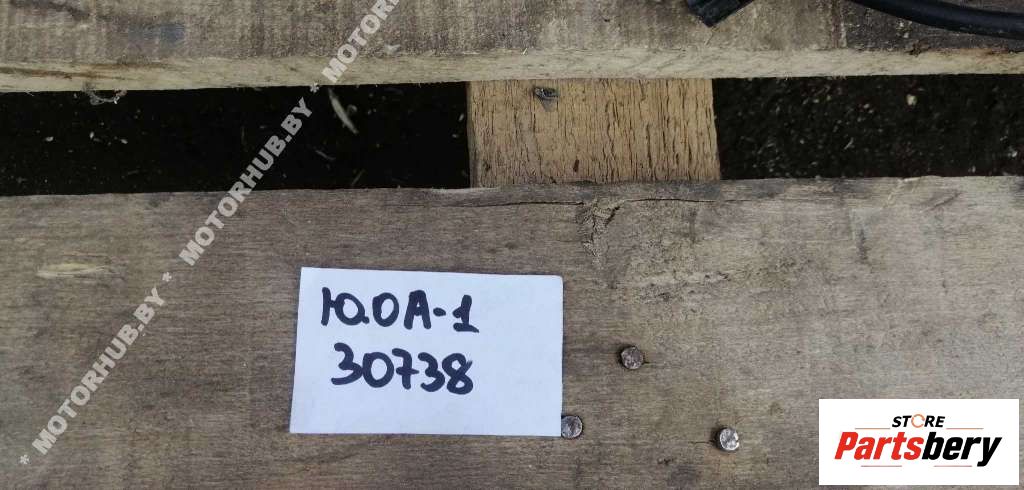 * MOTORHUB.BY * MOTORHUB.BY * MOTORHUB.BY
Ю.ОА-1
30738
STORE
Partsbery